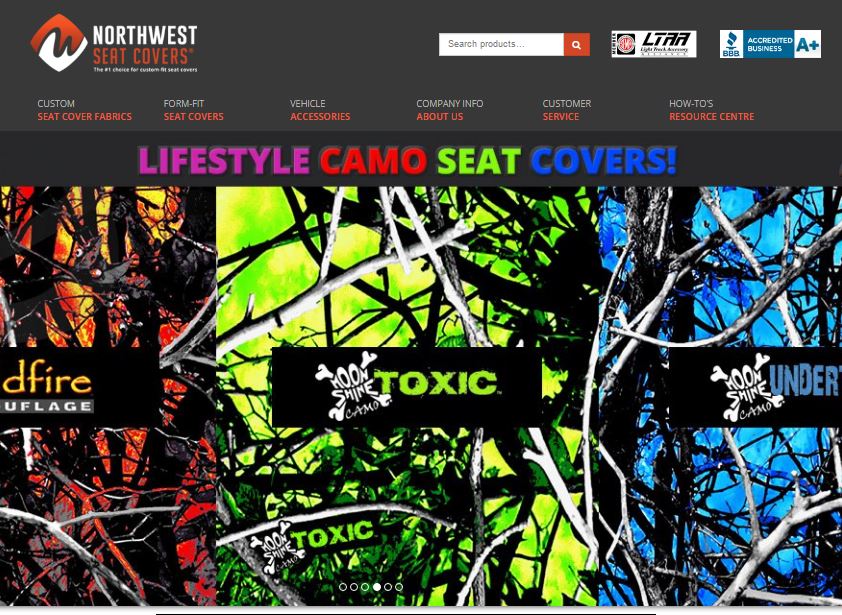 NORTHWEST
SEAT COVERS®
The #1 choice for custom-fit seat covers
Search products...
MEMBER
SEMA
LTAA
Light Truck Accessory
ALLIANCE
BBB
ACCREDITED
BUSINESS
A+
CUSTOM
SEAT COVER FABRICS
FORM-FIT
SEAT COVERS
VEHICLE
ACCESSORIES
COMPANY INFO
ABOUT US
CUSTOMER
SERVICE
HOW-TO'S
RESOURCE CENTRE
LIFESTYLE CAMO SEAT COVERS!
dfire
OUFLAGE
MOON SHINE CAMO
TOXIC™
MOON SHINE CAMO
UNDERT
MOON SHINE CAMO
TOXIC